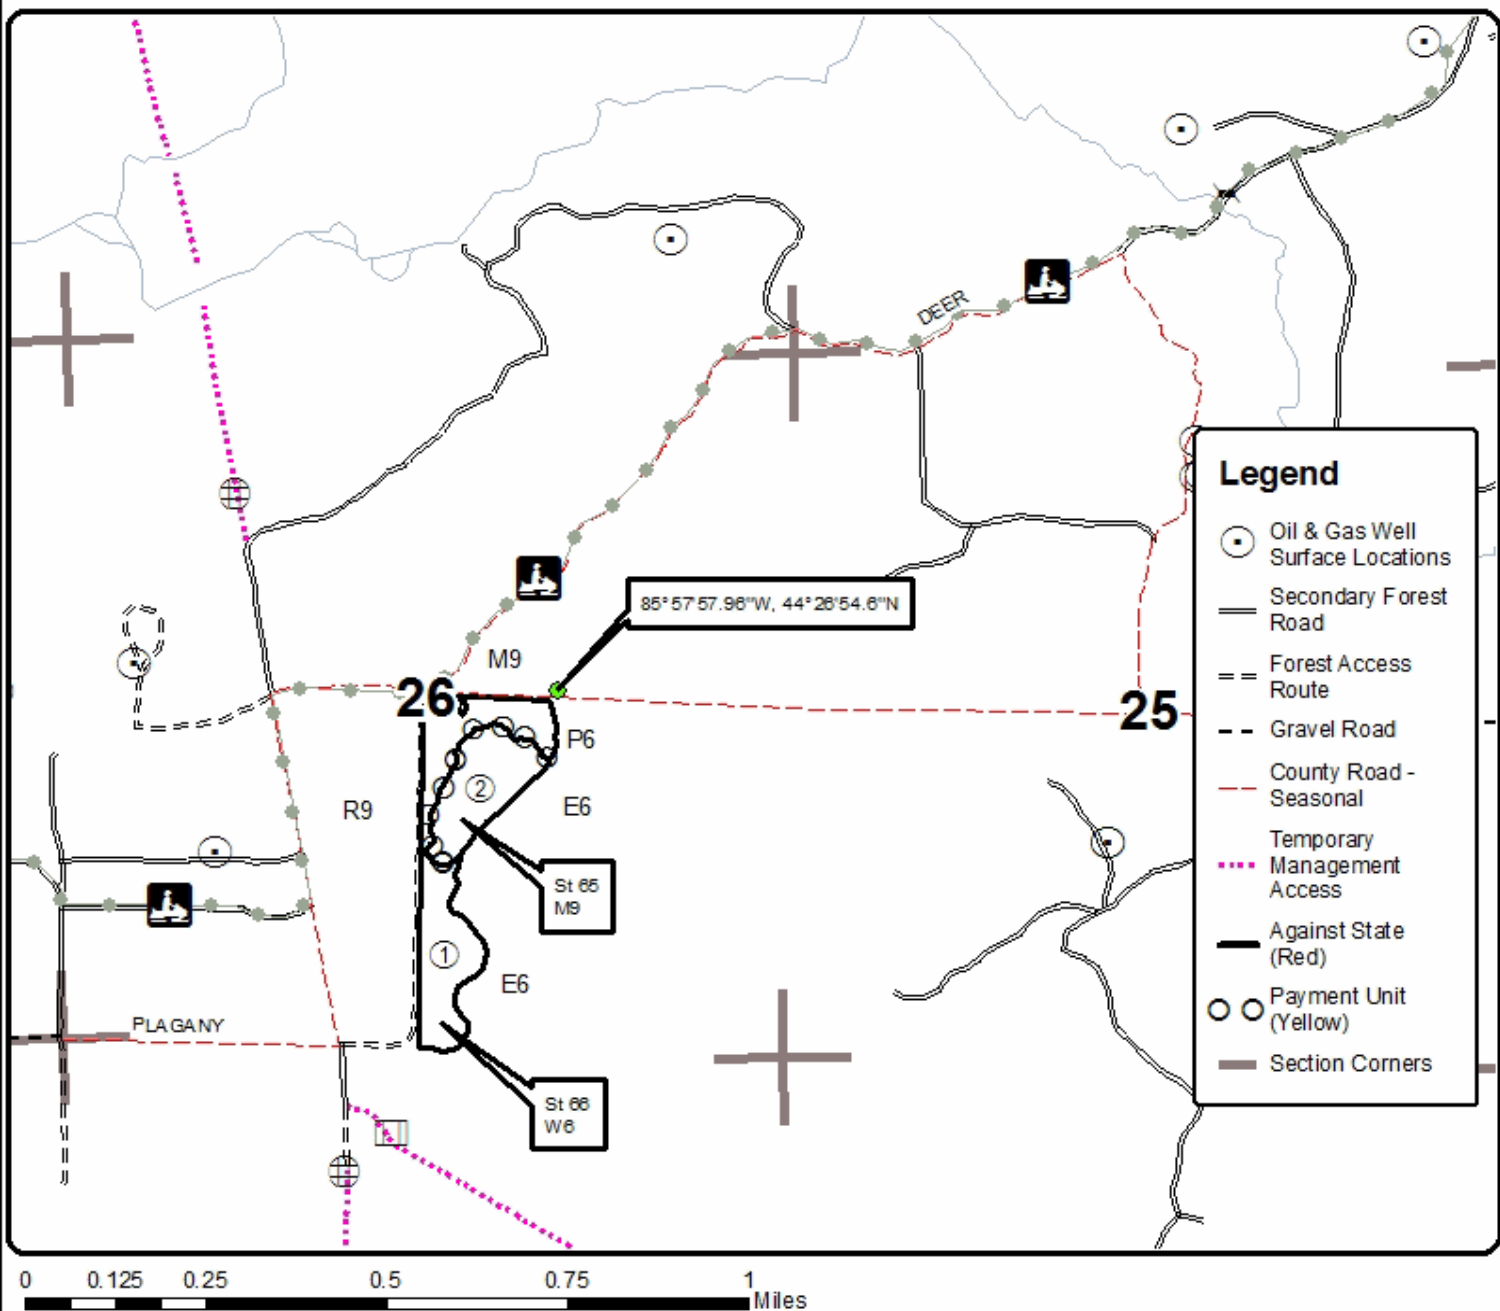 DEER
85°57'57.96"W, 44°26'54.6"N
M9
26
25
P6
2
R9
E6
St 65
M9
1
E6
PLAGANY
St 66
W6
Legend
Oil & Gas Well
Surface Locations
Secondary Forest
Road
Forest Access
Route
Gravel Road
County Road -
Seasonal
Temporary
Management
Access
Against State
(Red)
Payment Unit
(Yellow)
Section Corners
0 0.125 0.25 0.5 0.75 1
Miles